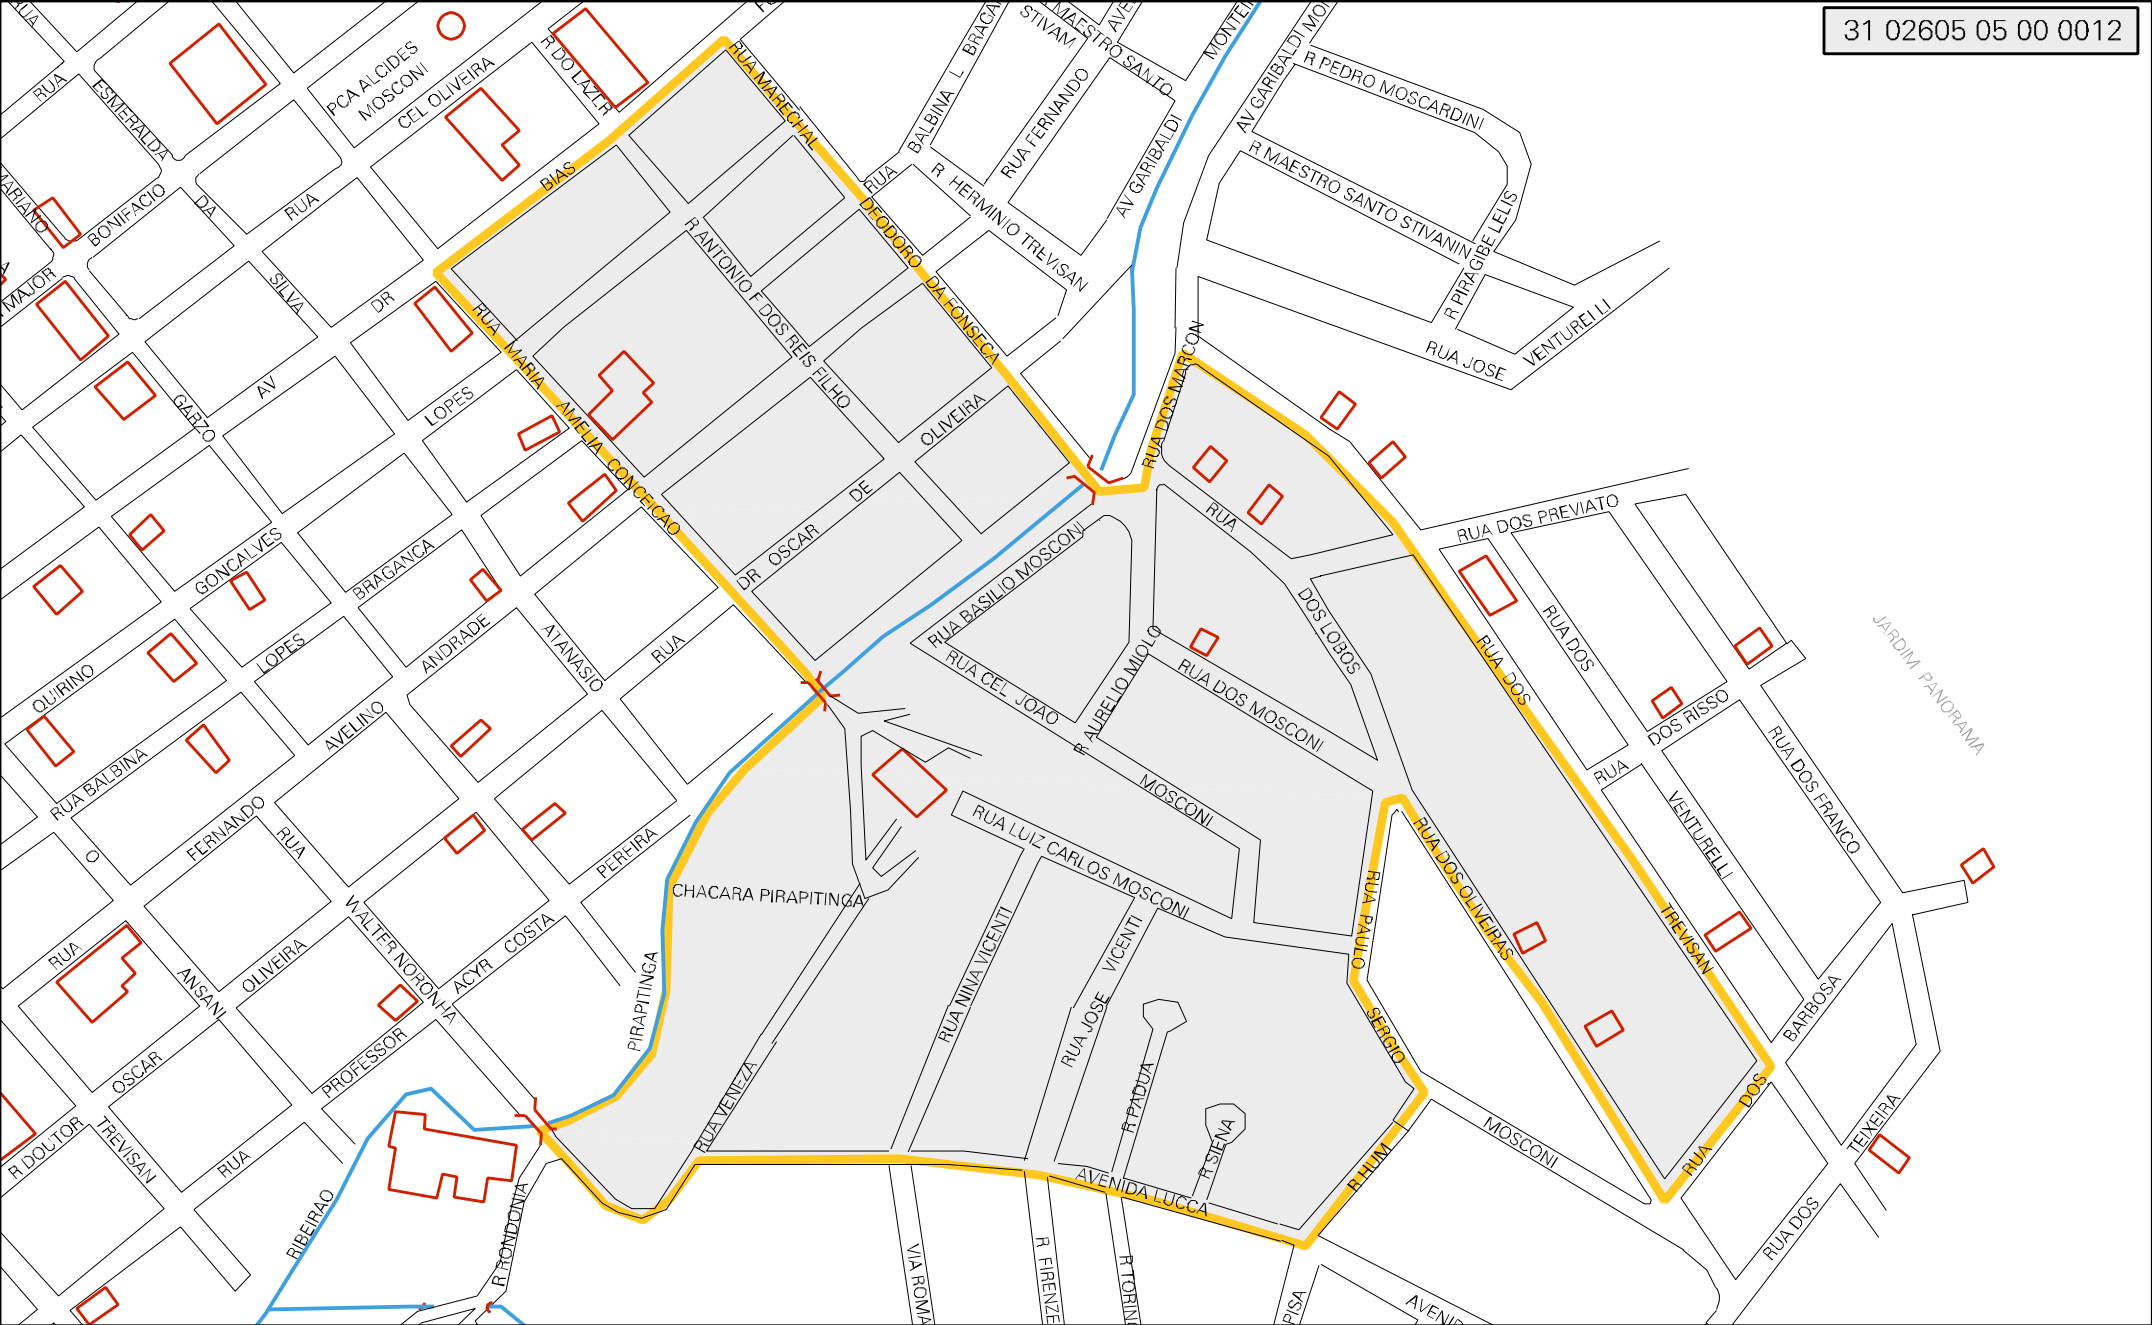 31 02605 05 00 0012
RUA
RUA
ESMERALDA
PCA ALCIDES
MOSCONI
CEL OLIVEIRA
R DO LAZER
BIAS
MARIANO
BONIFACIO
DA
RUA
MAJOR
SILVA
DR
GARZO
AV
LOPES
RUA MARECHAL
DEODORO
DA FONSECA
RUA
BALBINA L BRAGA
STIVAM
R MAESTRO SANTO
RUA FERNANDO
R HERMINIO TREVISAN
AV GARIBALDI
AV GARIBALDI
R PEDRO MOSCARDINI
R MAESTRO SANTO STIVANIN
R PIRAGIBE LELIS
RUA JOSE
VENTURELLI
R ANTONIO F DOS REIS FILHO
RUA MARIA AMELIA CONCEICAO
OLIVEIRA
DR OSCAR DE
RUA DOS MARCON
RUA
DOS LOBOS
RUA DOS PREVIATO
RUA DOS
RUA DOS
TREVISAN
JARDIM PANORAMA
GONCALVES
BRAGANCA
LOPES
ANDRADE
ATANASIO
RUA
QUIRINO
AVELINO
RUA BALBINA
FERNANDO
RUA
O
PEREIRA
RUA BASILIO MOSCONI
RUA CEL JOAO
MOSCONI
R AURELIO MIOLO
RUA DOS MOSCONI
RUA LUIZ CARLOS MOSCONI
CHACARA PIRAPITINGA
RUA
DOS RISSO
RUA DOS FRANCO
VENTURELLI
RUA DOS OLIVEIRAS
RUA PAULO
SERGIO
RUA
ANSANI
OLIVEIRA
WALTER NORONHA
ACYR COSTA
PIRAPITINGA
RUA NINA VICENTI
RUA JOSE VICENTI
BARBOSA
OSCAR
PROFESSOR
RUA VENEZA
R PADUA
R SIENA
R DOUTOR
TREVISAN
RUA
AVENIDA LUCCA
R HUM
MOSCONI
RUA DOS
TEIXEIRA
RUA DOS
RIBEIRAO
R RONDONIA
VIA ROMA
R FIRENZE
PISA